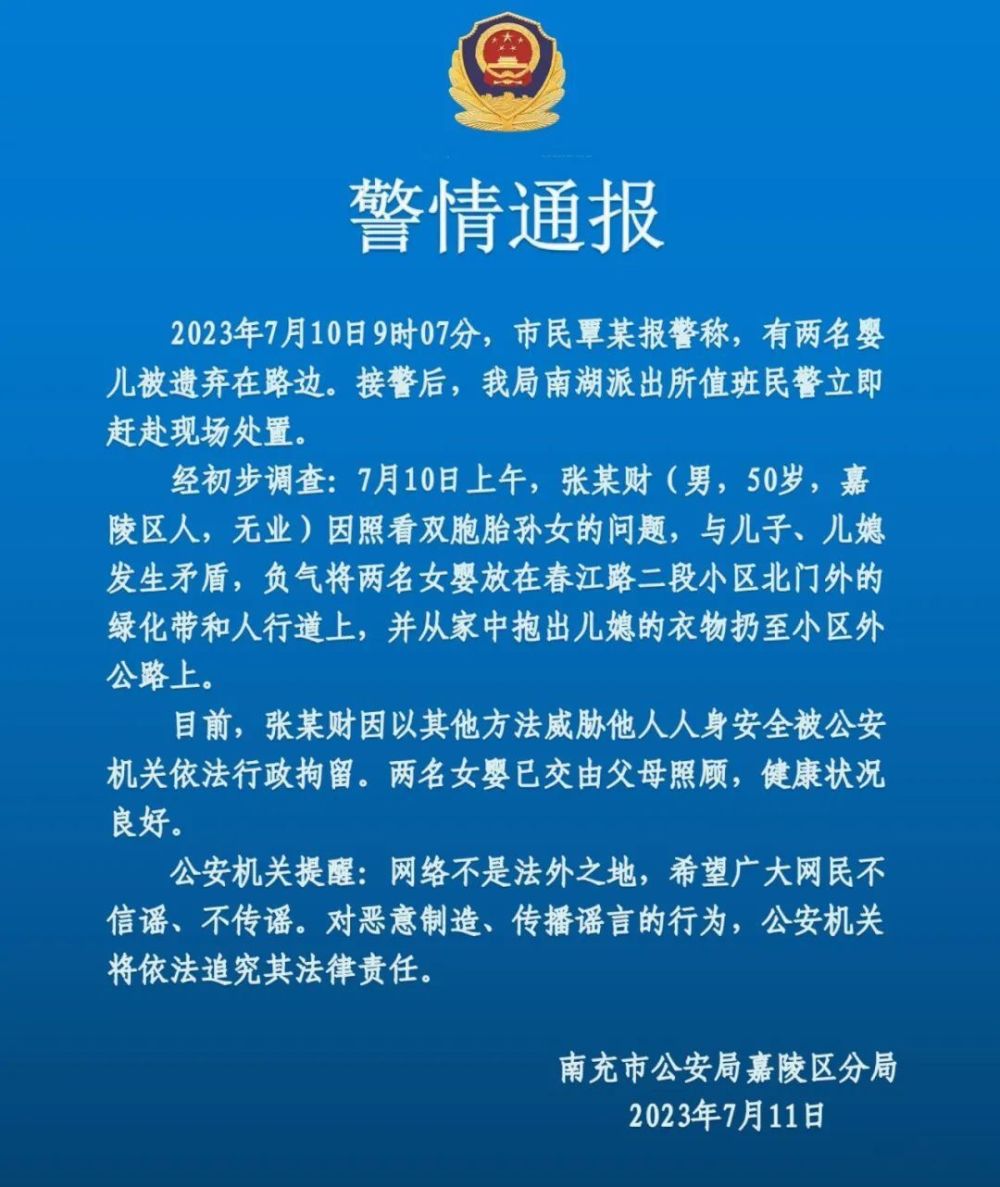 警情通报
2023年7月10日9时07分，市民覃某报警称，有两名婴
儿被遗弃在路边。接警后，我局南湖派出所值班民警立即
赶赴现场处置。
经初步调查：7月10日上午，张某财（男，50岁，嘉
陵区人，无业）因照看双胞胎孙女的问题，与儿子、儿媳
发生矛盾，负气将两名女婴放在春江路二段小区北门外的
绿化带和人行道上，并从家中抱出儿媳的衣物扔至小区外
公路上。
目前，张某财因以其他方法威胁他人人身安全被公安
机关依法行政拘留。两名女婴已交由父母照顾，健康状况
良好。
公安机关提醒：网络不是法外之地，希望广大网民不
信谣、不传谣。对恶意制造、传播谣言的行为，公安机关
将依法追究其法律责任。
南充市公安局嘉陵区分局
2023年7月11日